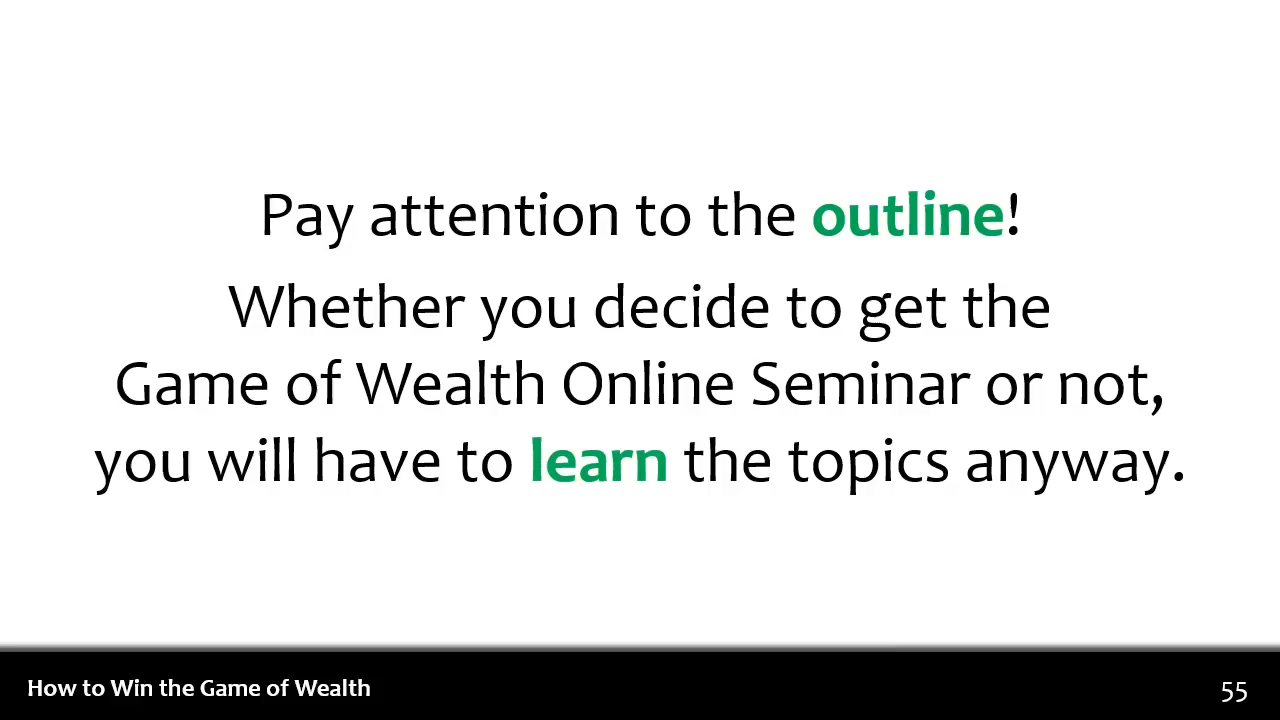 Pay attention to the outline!
Whether you decide to get the
Game of Wealth Online Seminar or not,
you will have to learn the topics anyway.
How to Win the Game of Wealth
55